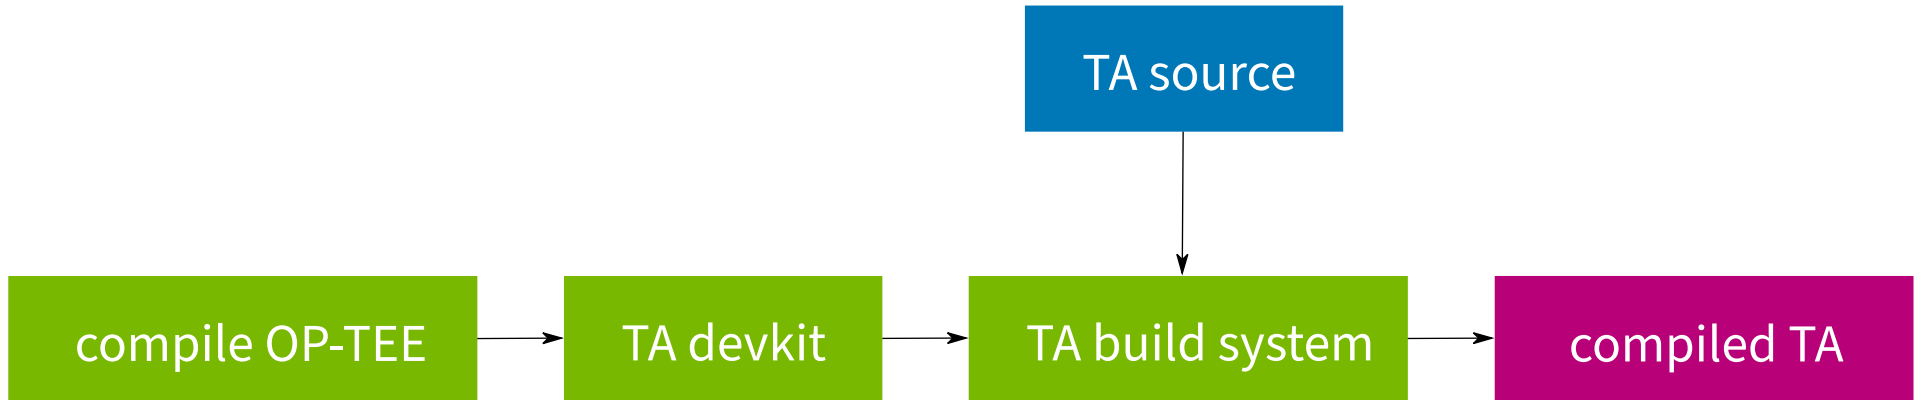 TA source
compile OP-TEE
TA devkit
TA build system
compiled TA